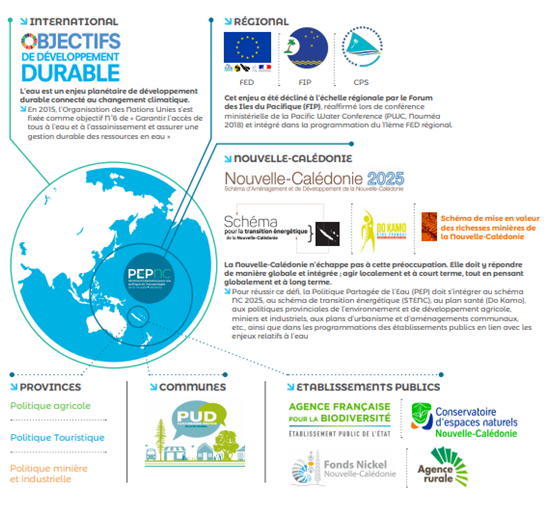 INTERNATIONAL
OBJECTIFS
DE DÉVELOPPEMENT
DURABLE
L'eau est un enjeu planétaire de développement
durable connecté au changement climatique.
En 2015, l'Organisation des Nations Unies s'est
fixée comme objectif N°6 de « Garantir l'accès de
tous à l'eau et à l'assainissement et assurer une
gestion durable des ressources en eau »
RÉGIONAL
FED
FIP
CPS
Cet enjeu a été décliné à l'échelle régionale par le Forum
des Iles du Pacifique (FIP), réaffirmé lors de conférence
ministérielle de la Pacific Water Conference (PWC, Nouméa
2018) et intégré dans la programmation du 11ème FED régional.
NOUVELLE-CALÉDONIE
Nouvelle-Calédonie 2025
Schéma d'Aménagement et de Développement de la Nouvelle-Calédonie
Schéma
pour la transition énergétique
de la Nouvelle-Calédonie
DO KAMO
Schéma de mise en valeur
des richesses minières de
la Nouvelle-Calédonie
La Nouvelle-Calédonie n'échappe pas à cette préoccupation. Elle doit y répondre
de manière globale et intégrée ; agir localement et à court terme, tout en pensant
globalement et à long terme.
Pour réussir ce défi, la Politique Partagée de l'Eau (PEP) doit s'intégrer au schéma
NC 2025, au schéma de transition énergétique (STENC), au plan santé (Do Kamo),
aux politiques provinciales de l'environnement et de développement agricole,
miniers et industriels, aux plans d'urbanisme et d'aménagements communaux,
etc., ainsi que dans les programmations des établissements publics en lien avec les
enjeux relatifs à l'eau
PEPnc
PROVINCES
Politique agricole
Politique Touristique
Politique minière
et industrielle
COMMUNES
PUD
ETABLISSEMENTS PUBLICS
AGENCE FRANÇAISE
POUR LA BIODIVERSITÉ
ÉTABLISSEMENT PUBLIC DE L'ÉTAT
Conservatoire
d'espaces naturels
Nouvelle-Calédonie
Fonds Nickel
Nouvelle-Calédonie
Agence
rurale